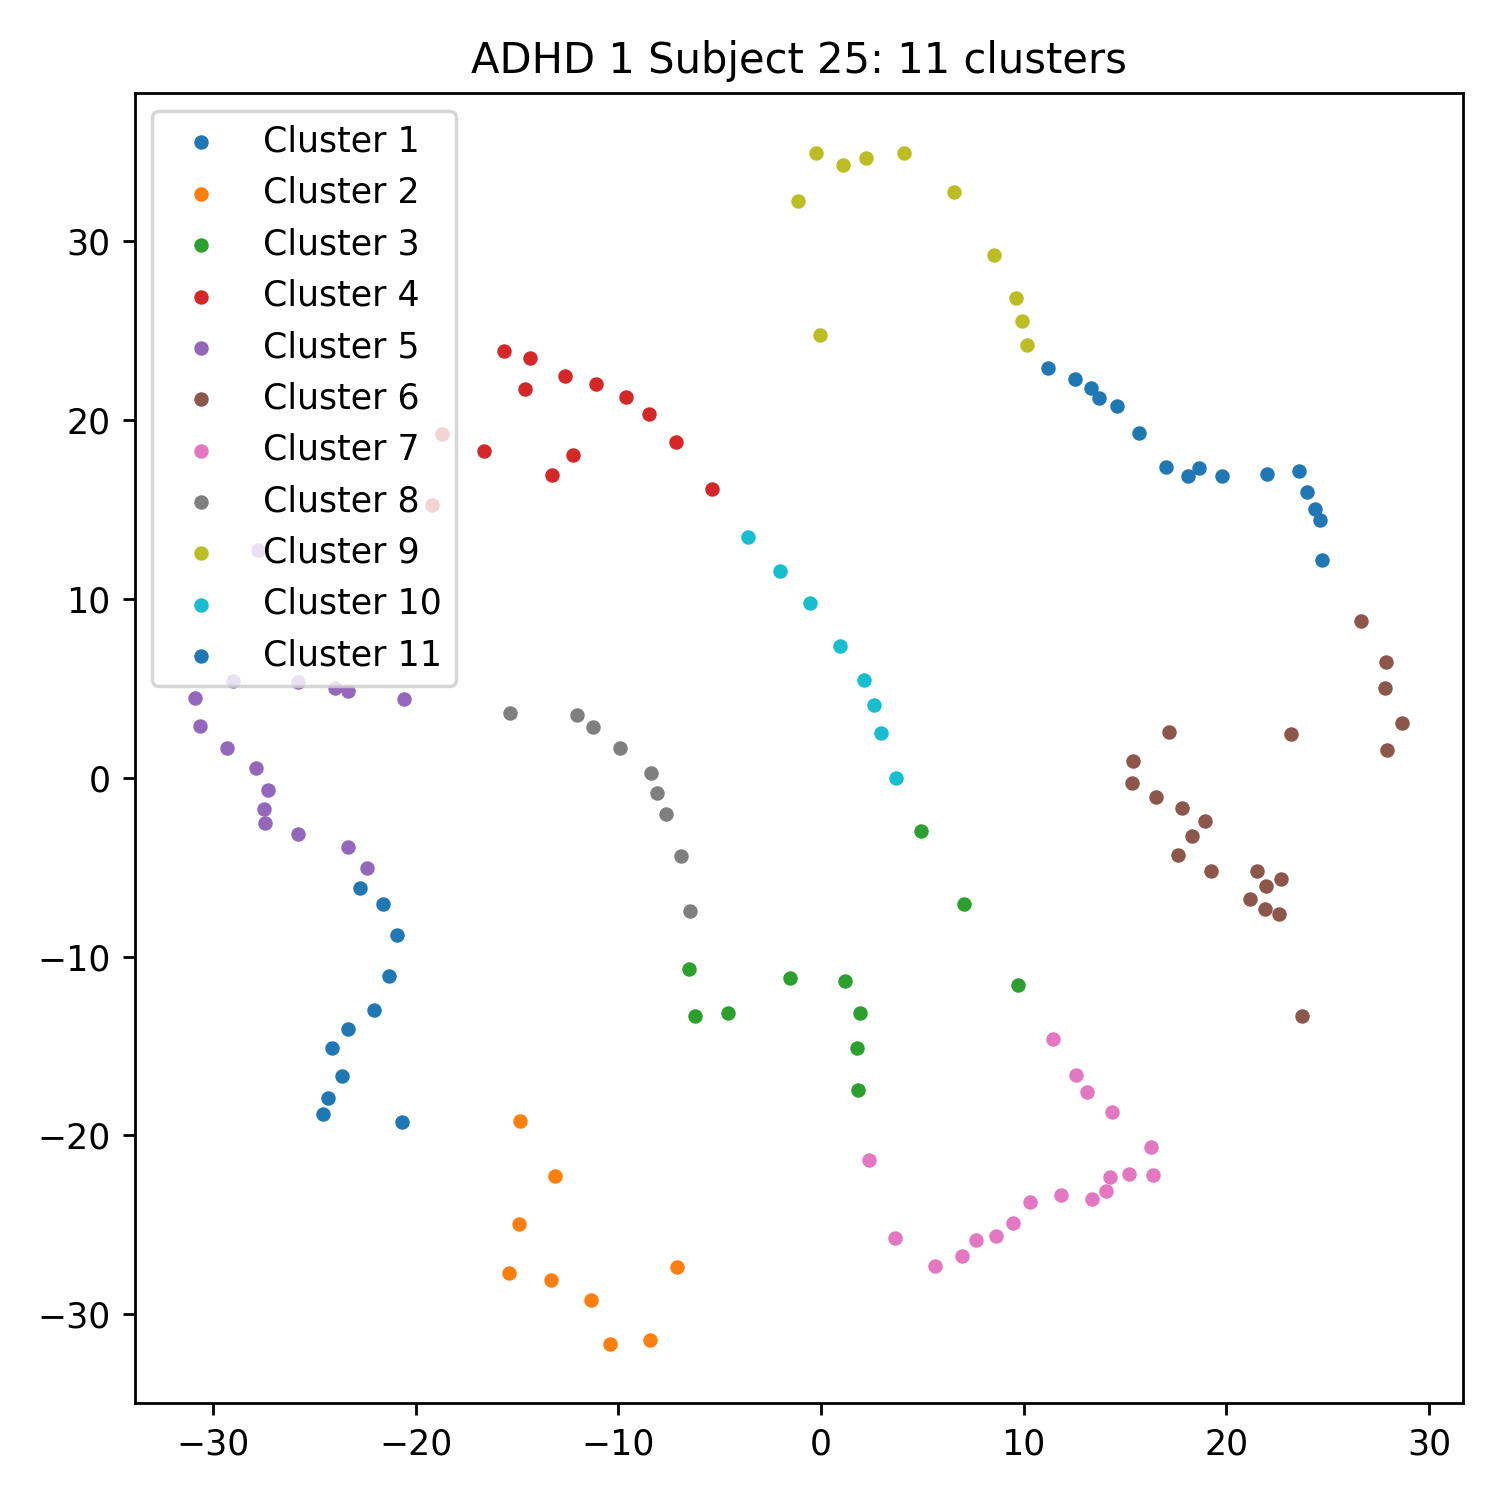 ADHD 1 Subject 25: 11 clusters
Cluster 1
Cluster 2
Cluster 3
Cluster 4
Cluster 5
Cluster 6
Cluster 7
Cluster 8
Cluster 9
Cluster 10
Cluster 11
30
20
10
0
−10
−20
−30
−30 −20 −10 0 10 20 30